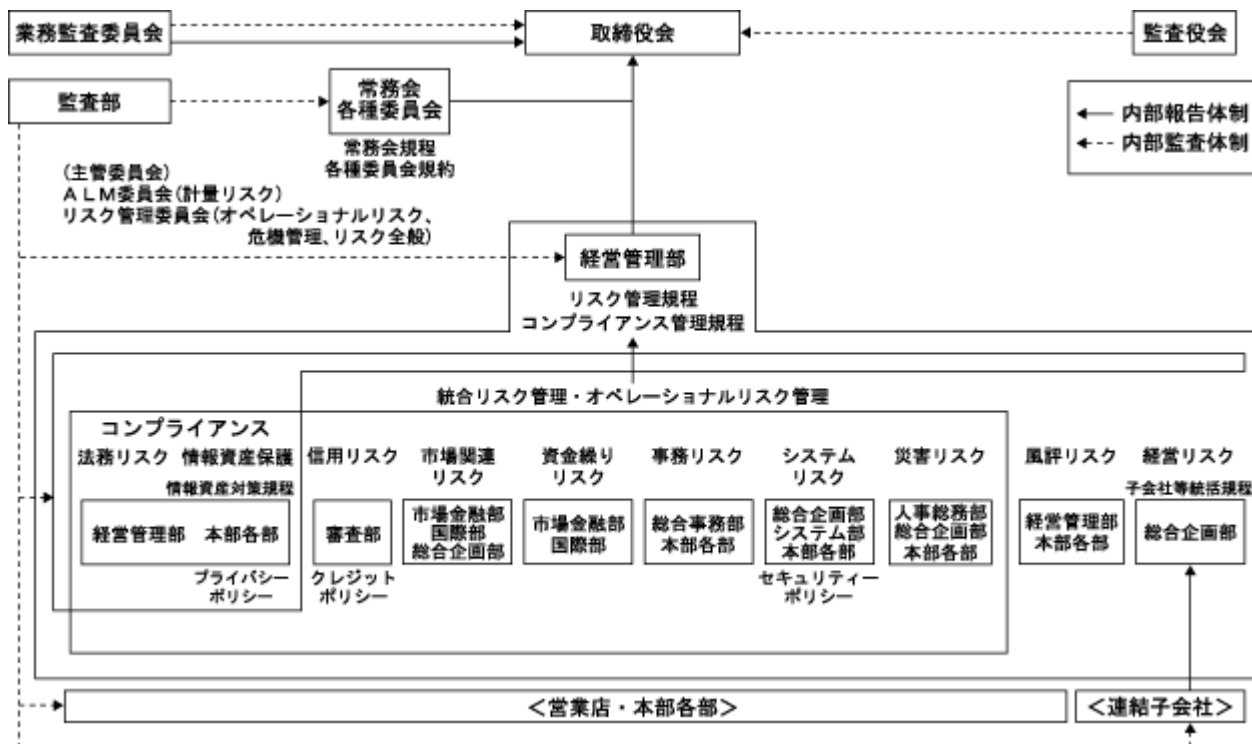 業務監査委員会
取締役会
監査役会
監査部
常務会
各種委員会
常務会規程
各種委員会規約
内部報告体制
内部監査体制
(主管委員会)
ALM委員会(計量リスク)
リスク管理委員会(オペレーショナルリスク、
危機管理、リスク全般)
経営管理部
リスク管理規程
コンプライアンス管理規程
統合リスク管理・オペレーショナルリスク管理
コンプライアンス
法務リスク
情報資産保護
情報資産対策規程
経営管理部
本部各部
プライバシー
ポリシー
信用リスク
審査部
クレジット
ポリシー
市場関連
リスク
市場金融部
国際部
総合企画部
資金繰り
リスク
市場金融部
国際部
事務リスク
総合事務部
本部各部
システム
リスク
総合企画部
システム部
本部各部
セキュリティー
ポリシー
災害リスク
人事総務部
総合企画部
本部各部
風評リスク
経営管理部
本部各部
経営リスク
子会社等統括規程
総合企画部
<営業店・本部各部>
<連結子会社>